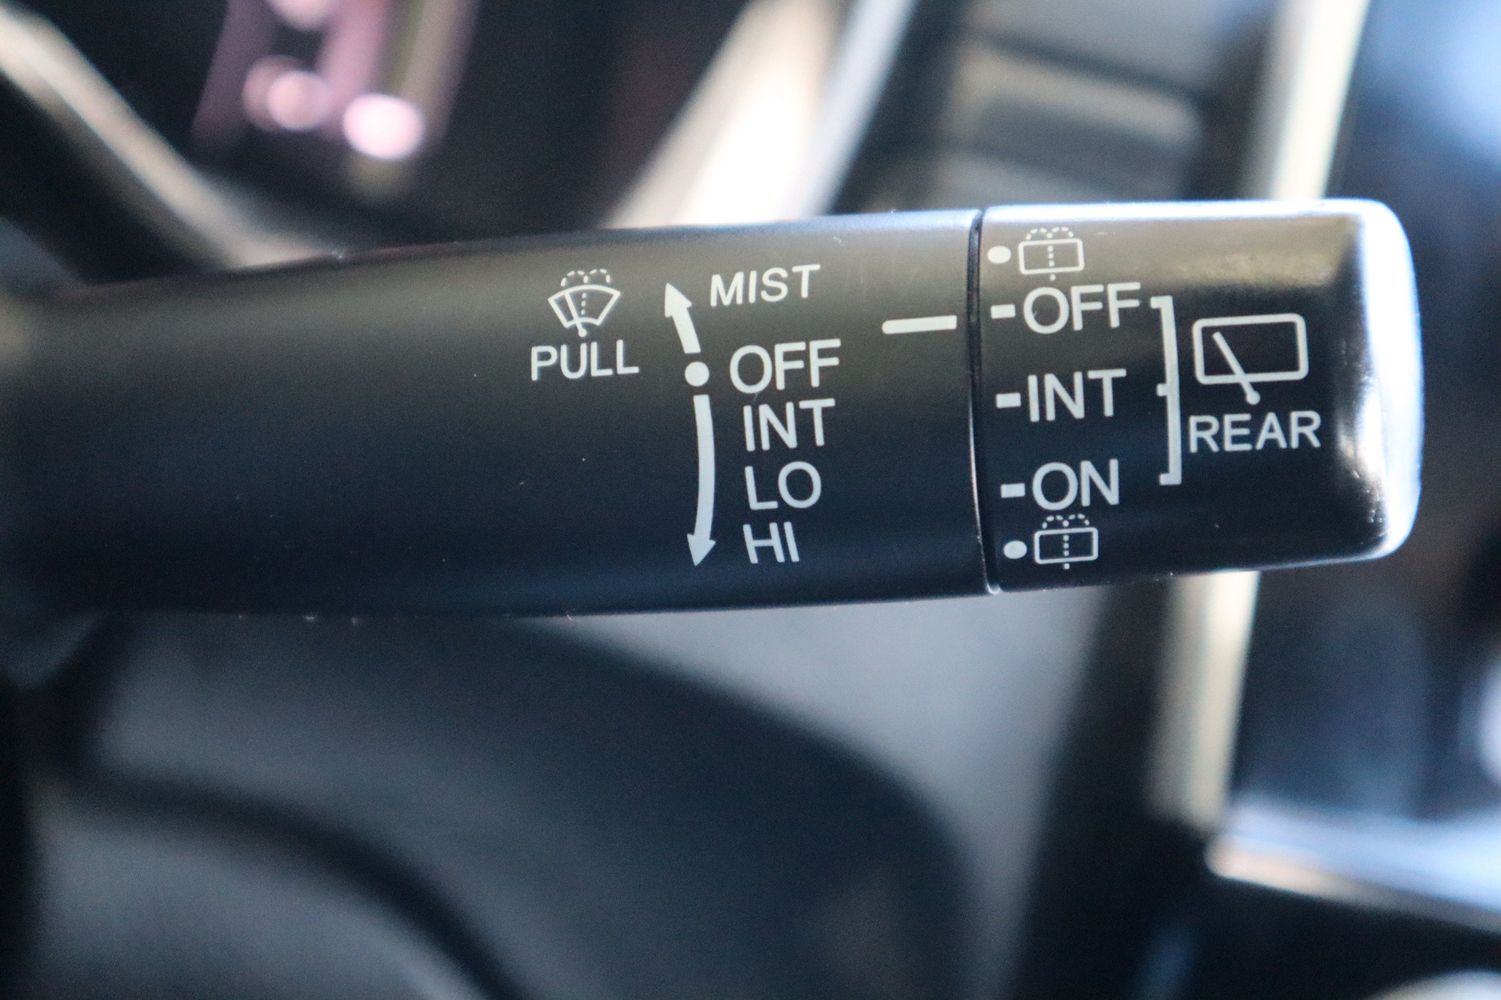 PULL
MIST
OFF
INT
LO
HI
OFF
INT
ON
REAR